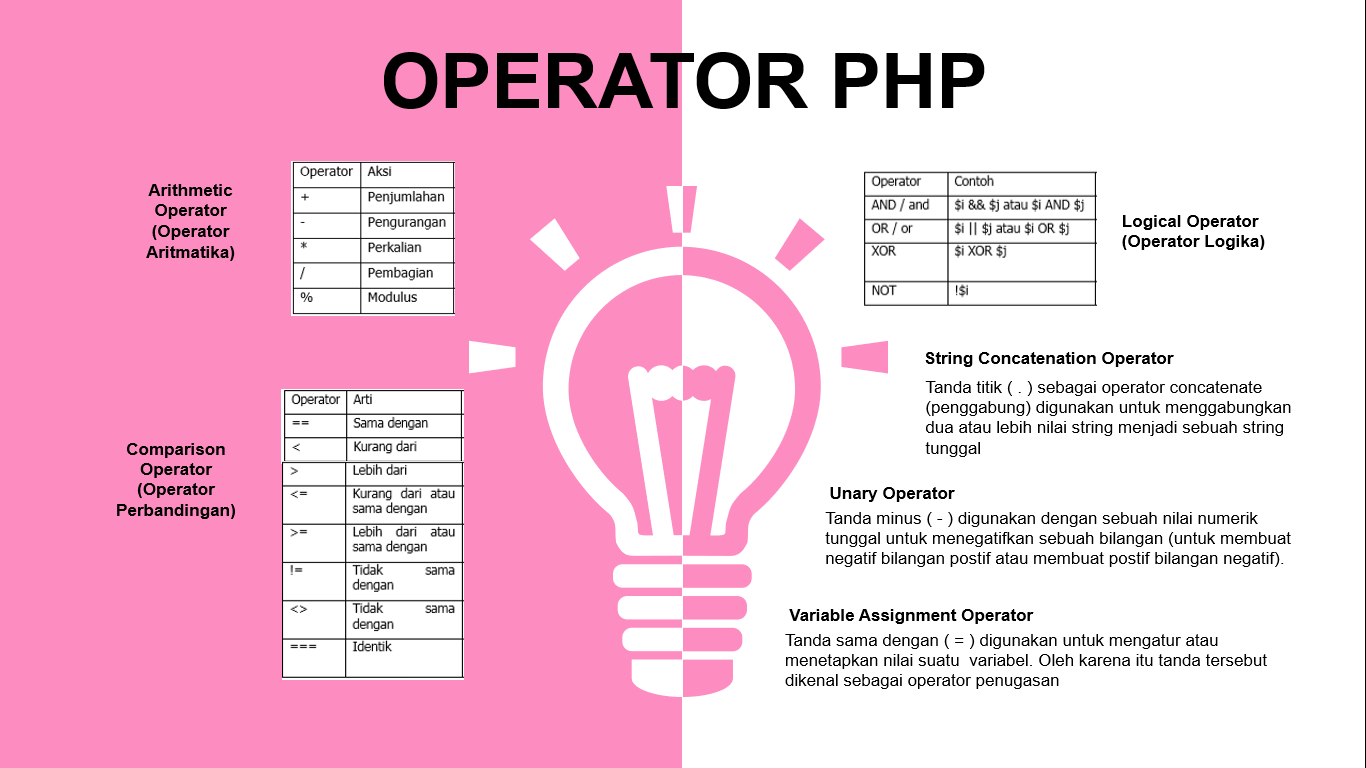 OPERATOR PHP
Arithmetic
Operator
(Operator
Aritmatika)
Operator Aksi
+ Penjumlahan
- Pengurangan
* Perkalian
/ Pembagian
% Modulus
Comparison
Operator
(Operator
Perbandingan)
Operator Arti
== Sama dengan
< Kurang dari
> Lebih dari
<= Kurang dari atau
sama dengan
>= Lebih dari atau
sama dengan
!= Tidak sama
dengan
<> Tidak sama
dengan
=== Identik
Operator Contoh
AND / and $i && $j atau $i AND $j
OR / or $i || $j atau $i OR $j
XOR $i XOR $j
NOT !$i
Logical Operator
(Operator Logika)
String Concatenation Operator
Tanda titik ( . ) sebagai operator concatenate
(penggabung) digunakan untuk menggabungkan
dua atau lebih nilai string menjadi sebuah string
tunggal
Unary Operator
Tanda minus ( - ) digunakan dengan sebuah nilai numerik
tunggal untuk menegatifkan sebuah bilangan (untuk membuat
negatif bilangan postif atau membuat postif bilangan negatif).
Variable Assignment Operator
Tanda sama dengan ( = ) digunakan untuk mengatur atau
menetapkan nilai suatu variabel. Oleh karena itu tanda tersebut
dikenal sebagai operator penugasan